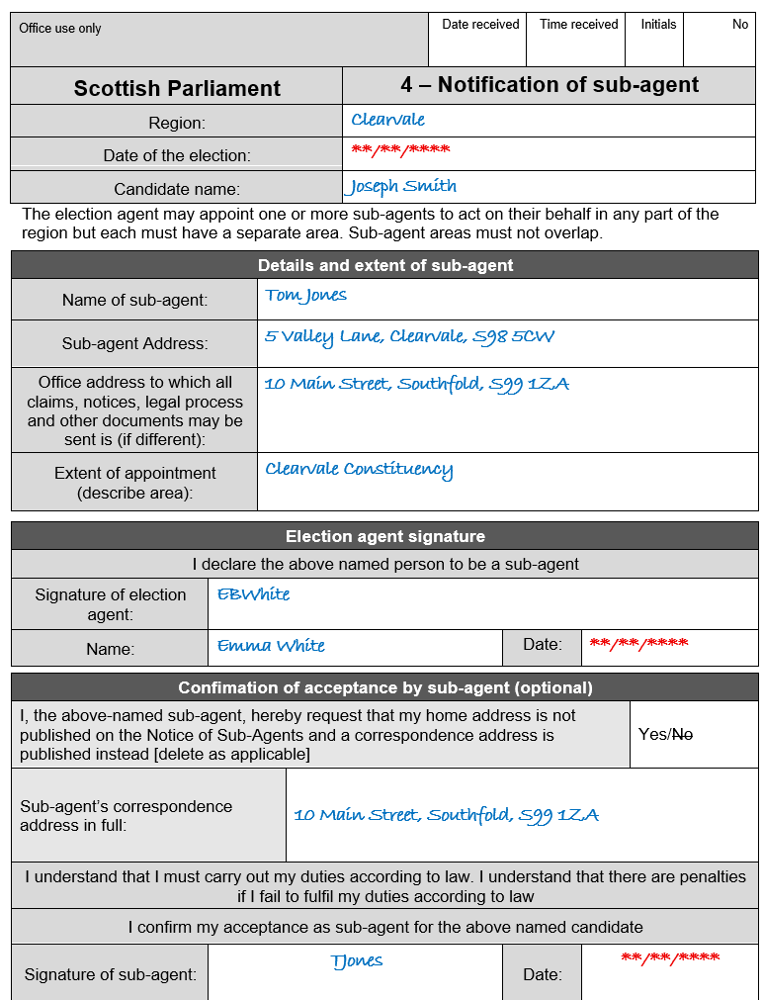 Office use only
Date received
Time received
Initials
No
Scottish Parliament
4 – Notification of sub-agent
Region:
Clearvale
Date of the election:
**/**/****
Candidate name:
Joseph Smith
The election agent may appoint one or more sub-agents to act on their behalf in any part of the
region but each must have a separate area. Sub-agent areas must not overlap.
Details and extent of sub-agent
Name of sub-agent:
Tom Jones
Sub-agent Address:
5 Valley Lane, Clearvale, S98 5CW
Office address to which all
claims, notices, legal process
and other documents may be
sent is (if different):
10 Main Street, Southfold, S99 1ZA
Extent of appointment
(describe area):
Clearvale Constituency
Election agent signature
I declare the above named person to be a sub-agent
Signature of election
agent:
EBWhite
Name:
Emma White
Date:
**/**/****
Confimation of acceptance by sub-agent (optional)
I, the above-named sub-agent, hereby request that my home address is not
published on the Notice of Sub-Agents and a correspondence address is
published instead [delete as applicable]
Yes/No
Sub-agent’s correspondence
address in full:
10 Main Street, Southfold, S99 1ZA
I understand that I must carry out my duties according to law. I understand that there are penalties
if I fail to fulfil my duties according to law
I confirm my acceptance as sub-agent for the above named candidate
Signature of sub-agent:
TJones
Date:
**/**/****